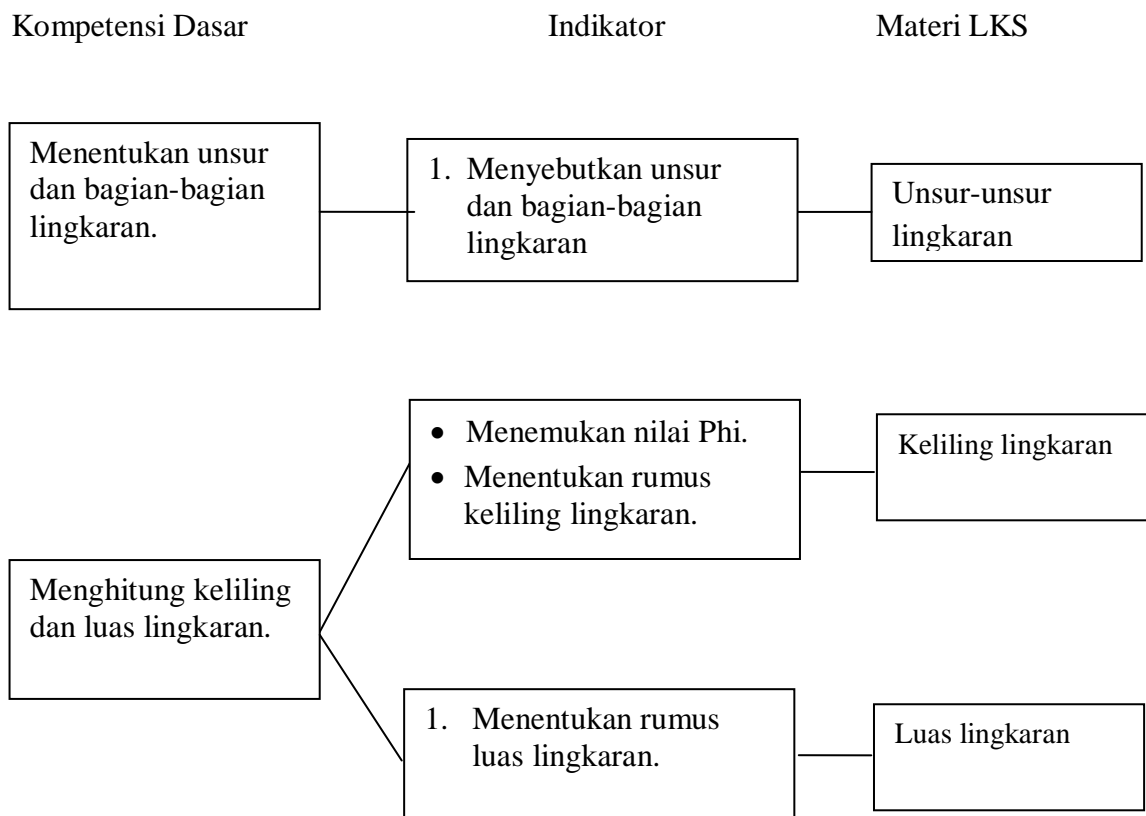 Kompetensi Dasar Indikator Materi LKS
Menentukan unsur
dan bagian-bagian
lingkaran.
1. Menyebutkan unsur
dan bagian-bagian
lingkaran
Unsur-unsur
lingkaran
• Menemukan nilai Phi.
• Menentukan rumus
keliling lingkaran.
Keliling lingkaran
Menghitung keliling
dan luas lingkaran.
1. Menentukan rumus
luas lingkaran.
Luas lingkaran